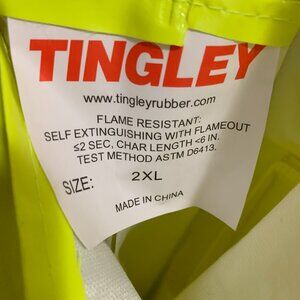 TINGLEY
www.tingleyrubber.com
FLAME RESISTANT:
SELF EXTINGUISHING WITH FLAMEOUT
≤2 SEC, CHAR LENGTH <6 IN.
TEST METHOD ASTM D6413.
SIZE: 2XL
MADE IN CHINA